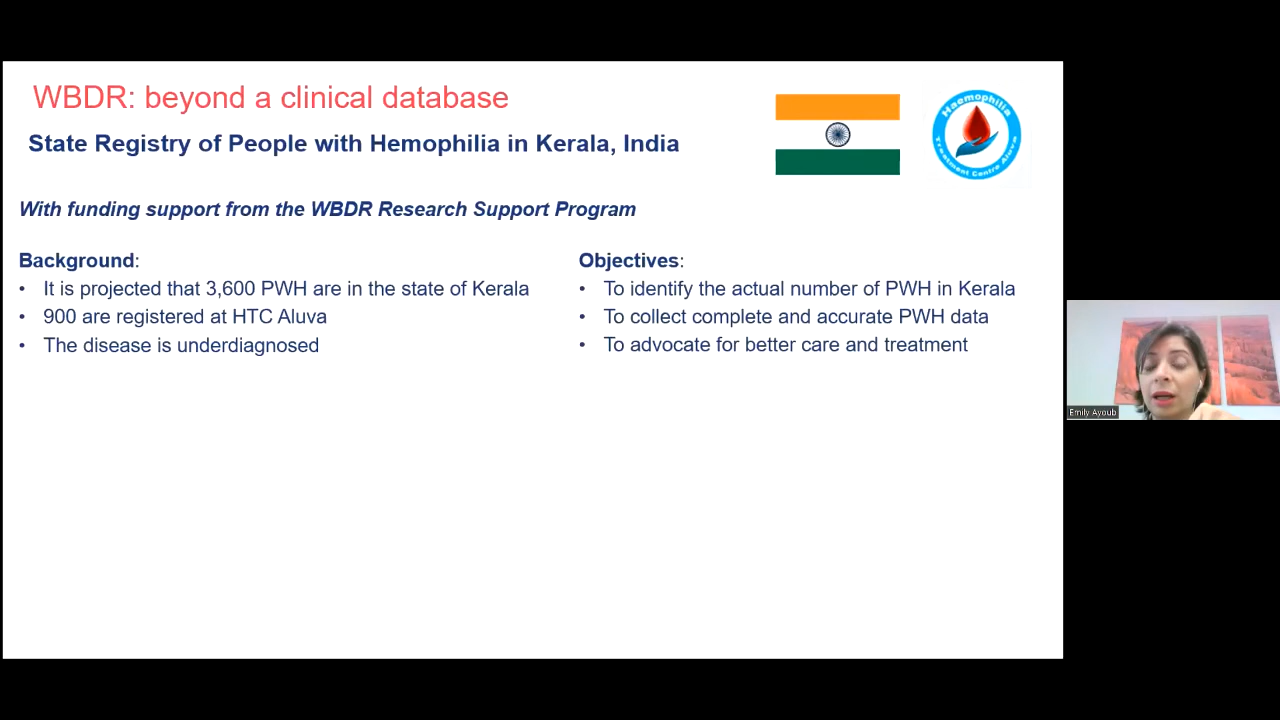 WBDR: beyond a clinical database
State Registry of People with Hemophilia in Kerala, India
Haemophilia
Treatment Centre Aluva
With funding support from the WBDR Research Support Program
Background:
• It is projected that 3,600 PWH are in the state of Kerala
• 900 are registered at HTC Aluva
• The disease is underdiagnosed
Objectives:
• To identify the actual number of PWH in Kerala
• To collect complete and accurate PWH data
• To advocate for better care and treatment
Emily Ayoub